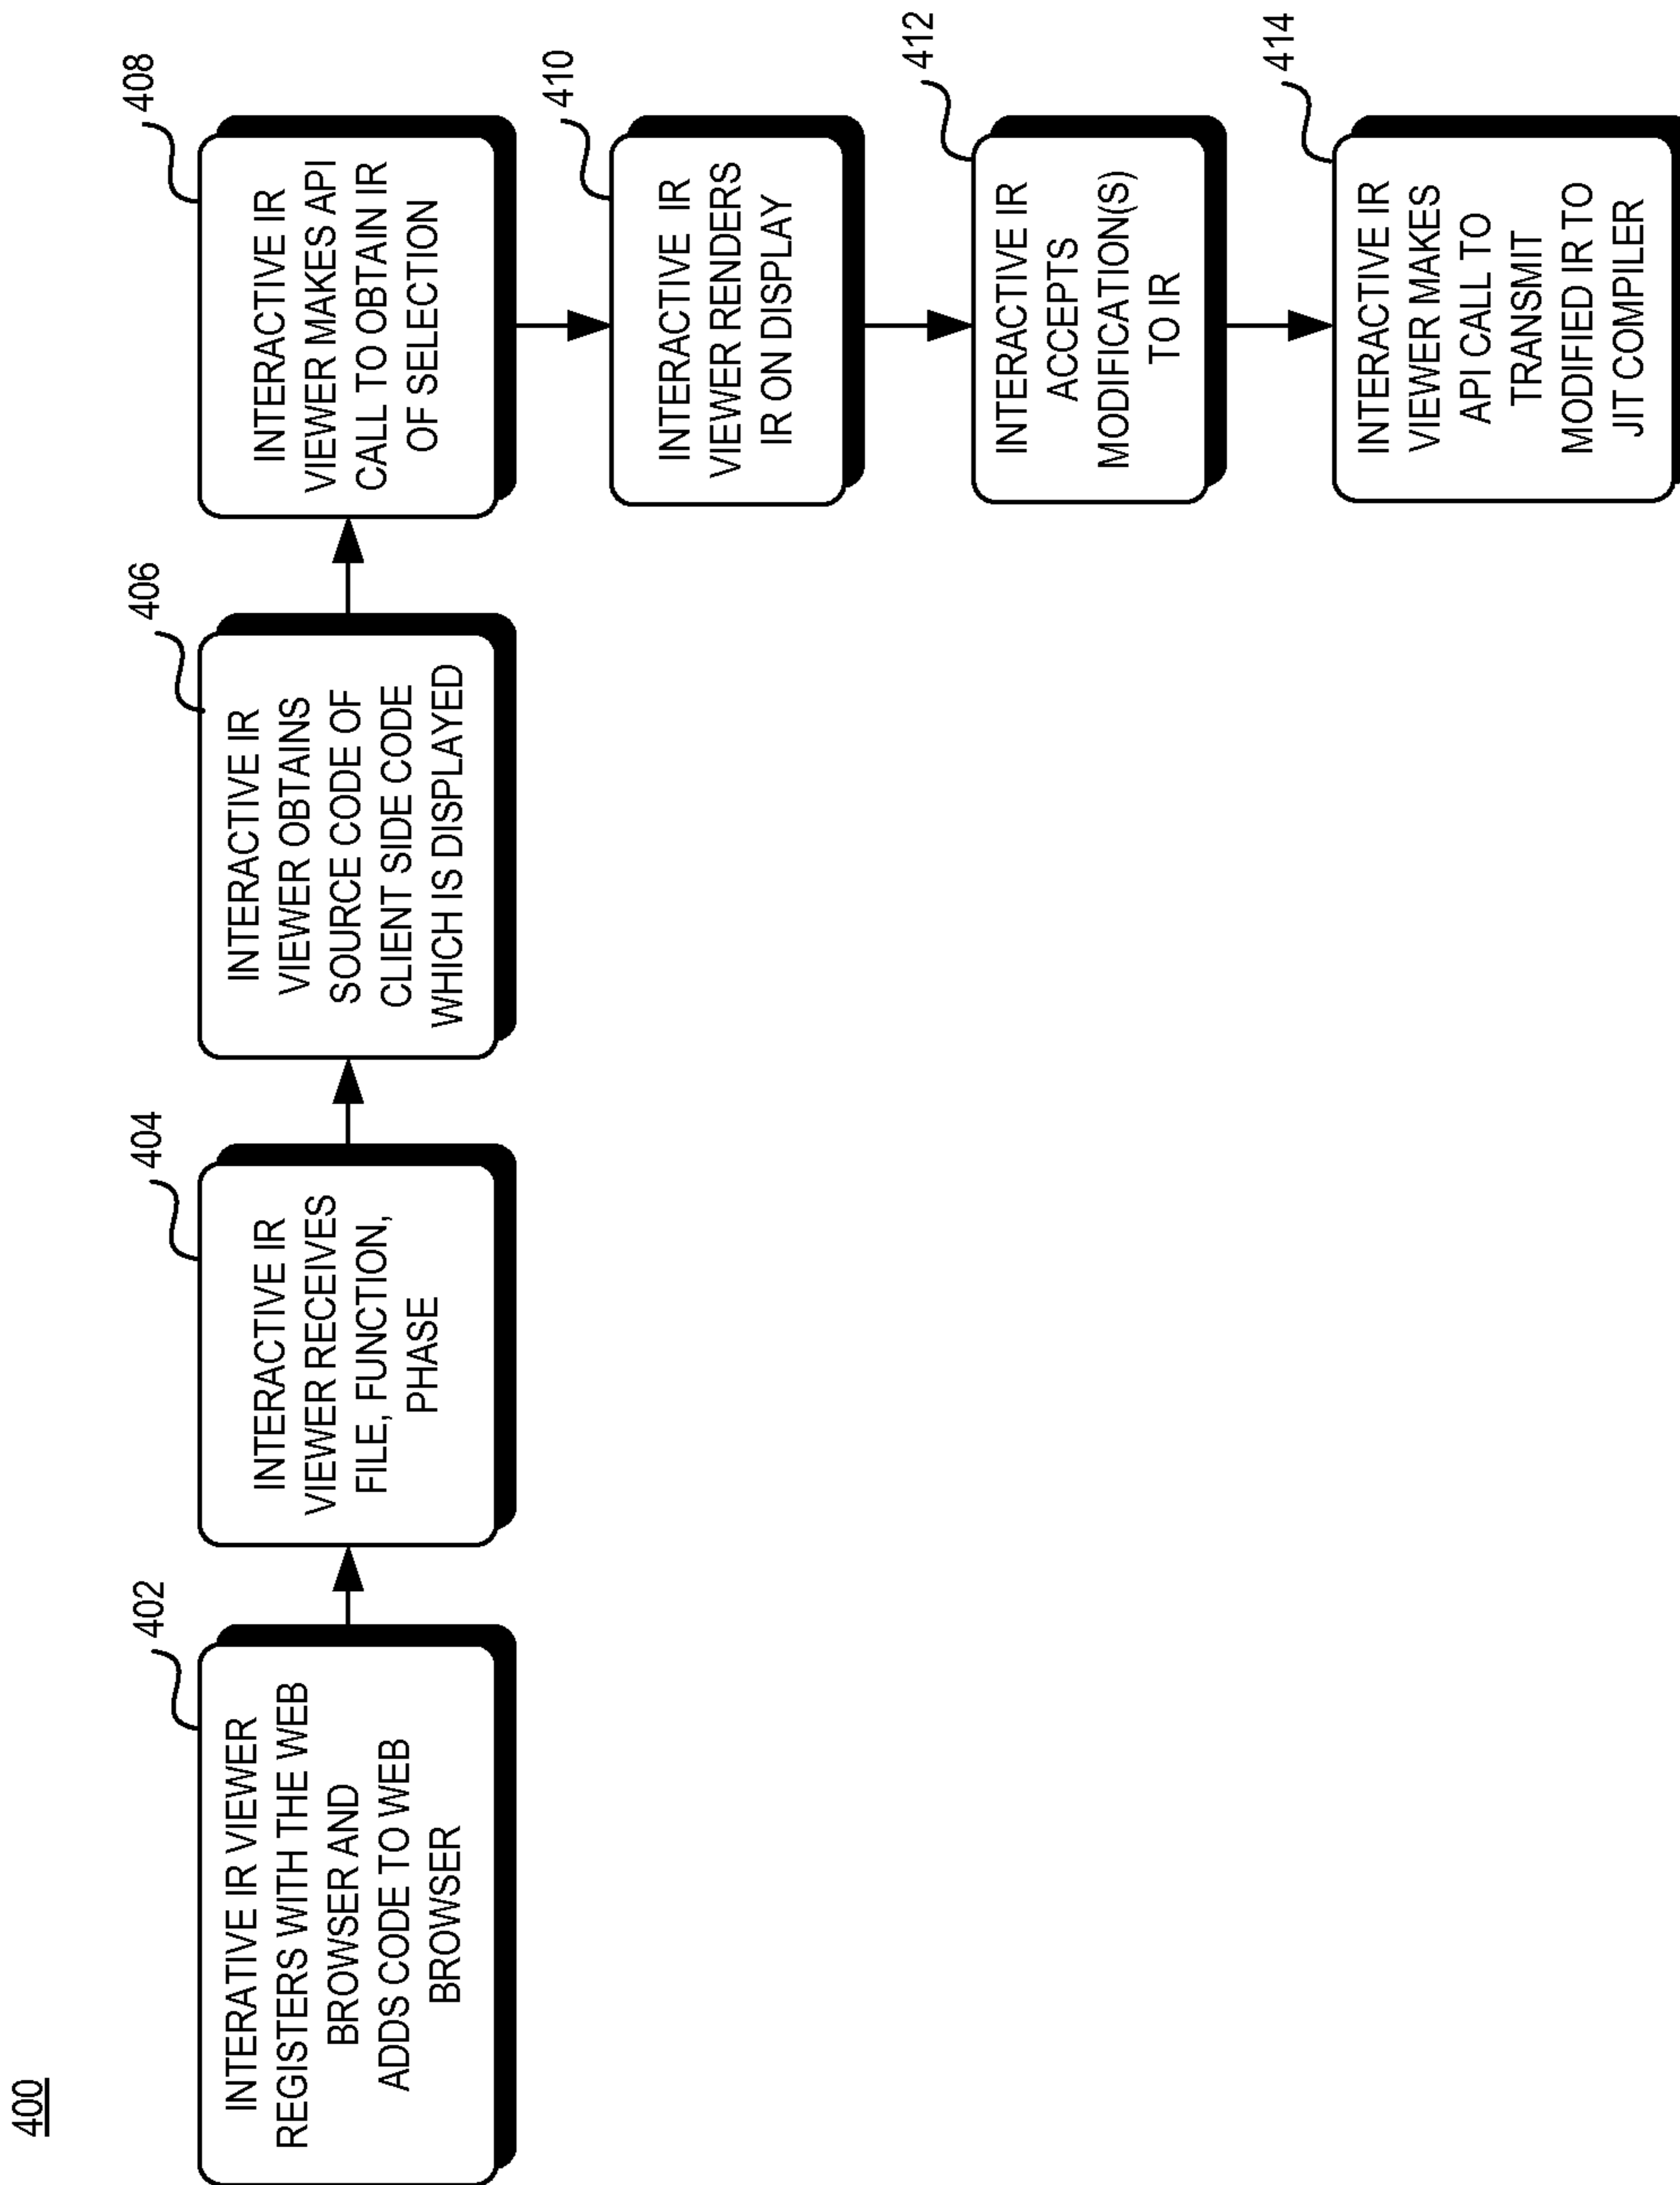 400
402
INTERATIVE IR VIEWER
REGISTERS WITH THE WEB
BROWSER AND
ADDS CODE TO WEB
BROWSER
404
INTERACTIVE IR
VIEWER RECEIVES
FILE, FUNCTION,
PHASE
406
INTERACTIVE IR
VIEWER OBTAINS
SOURCE CODE OF
CLIENT SIDE CODE
WHICH IS DISPLAYED
408
INTERACTIVE IR
VIEWER MAKES API
CALL TO OBTAIN IR
OF SELECTION
410
INTERACTIVE IR
VIEWER RENDERS
IR ON DISPLAY
412
INTERACTIVE IR
ACCEPTS
MODIFICATION(S)
TO IR
414
INTERACTIVE IR
VIEWER MAKES
API CALL TO
TRANSMIT
MODIFIED IR TO
JIT COMPILER